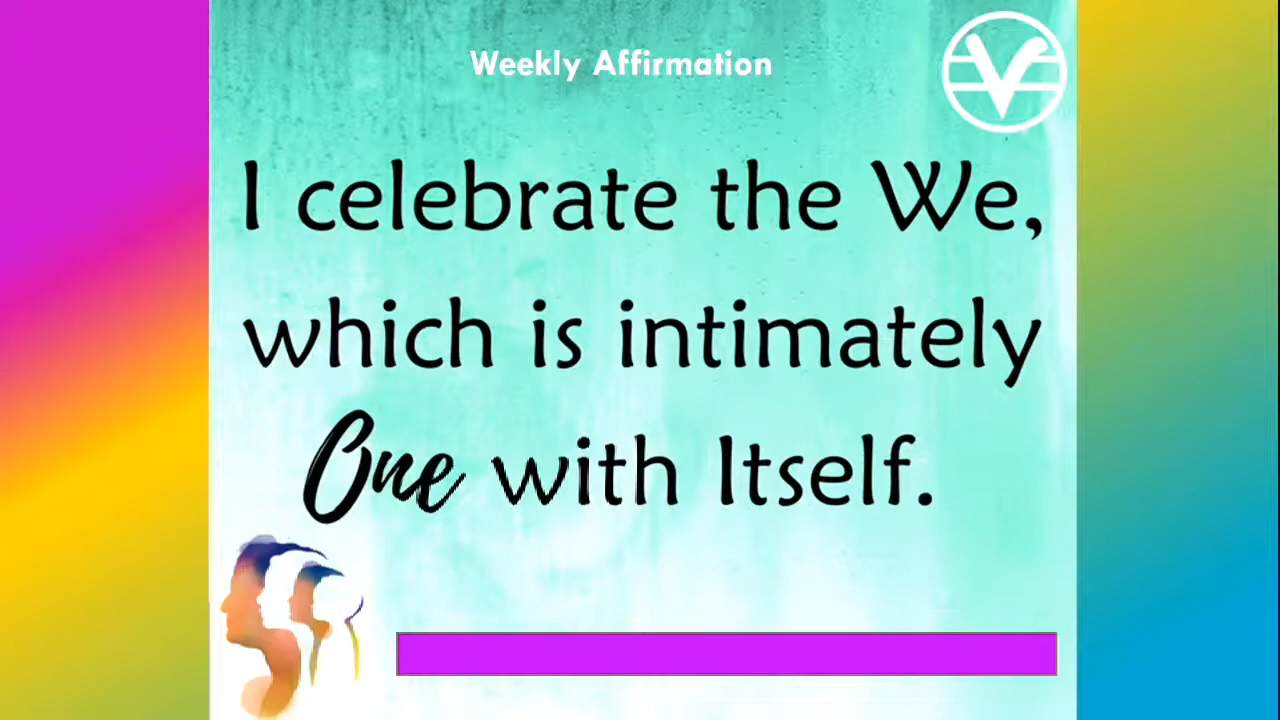 Weekly Affirmation
I celebrate the We,
which is intimately
One with Itself.